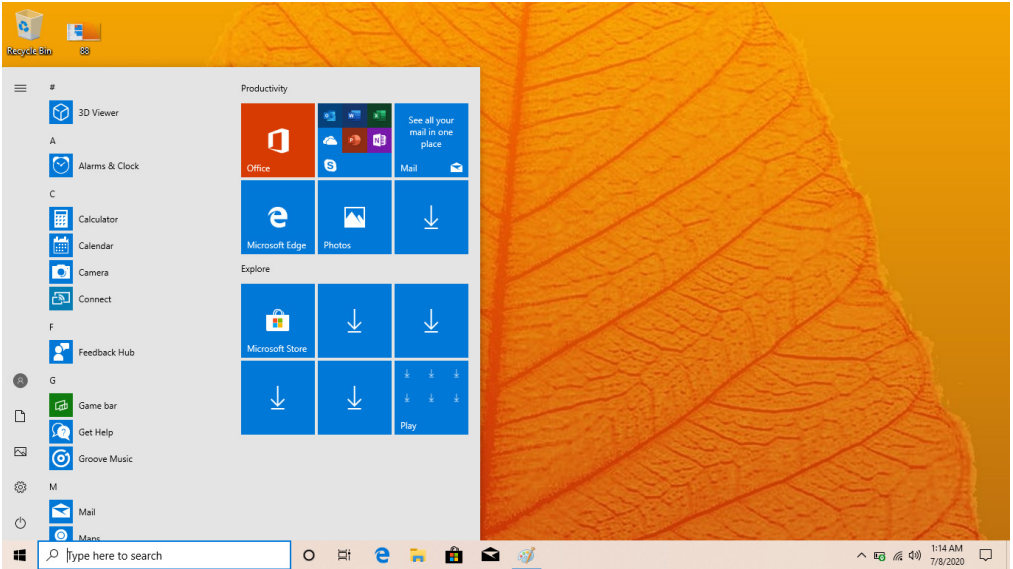 Recycle Bin
88
#
3D Viewer
A
Alarms & Clock
C
Calculator
Calendar
Camera
Connect
F
Feedback Hub
G
Game bar
Get Help
Groove Music
M
Mail
Maps
Productivity
Office
See all your
mail in one
place
Mail
Microsoft Edge
Photos
Explore
Microsoft Store
Play
Type here to search
1:14 AM
7/8/2020